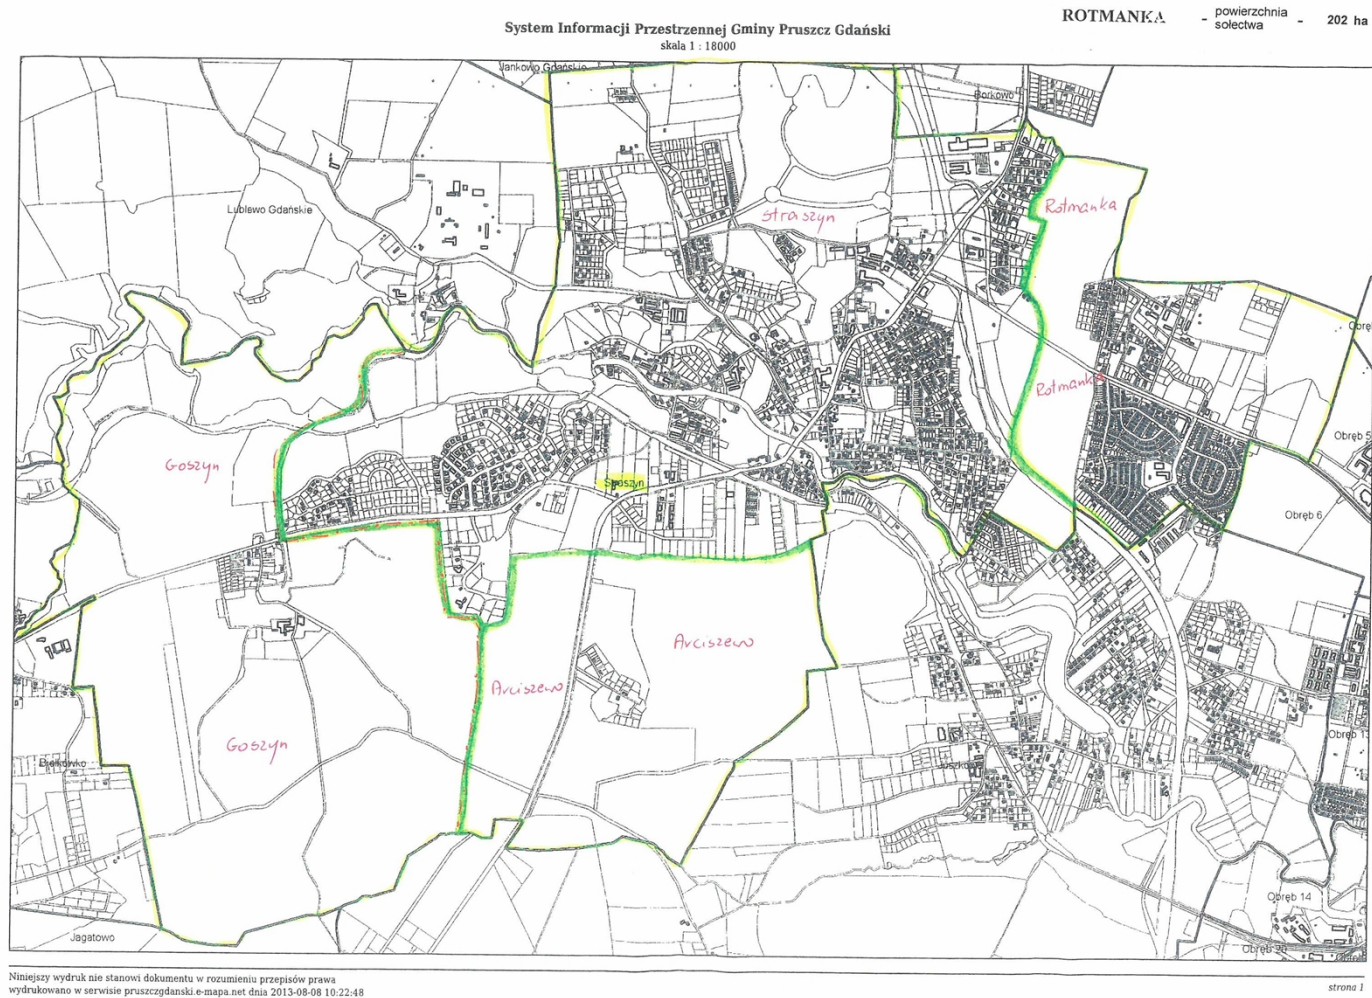 ROTMANKA - powierzchnia sołectwa - 202 ha
System Informacji Przestrzennej Gminy Pruszcz Gdański
skala 1 : 18000
Jankowo Gdańskie
Borkowo
Lublewo Gdańskie
Straszyn
Rotmanka
Rotmanka
Goszyn
Straszyn
Obręb 5
Obręb 6
Arciszewo
Arciszewo
Goszyn
Bielkówko
Juszkowo
Obręb 13
Obręb 14
Jagatowo
Niniejszy wydruk nie stanowi dokumentu w rozumieniu przepisów prawa
wydrukowano w serwisie pruszczgdanski.e-mapa.net dnia 2013-08-08 10:22:48
strona 1